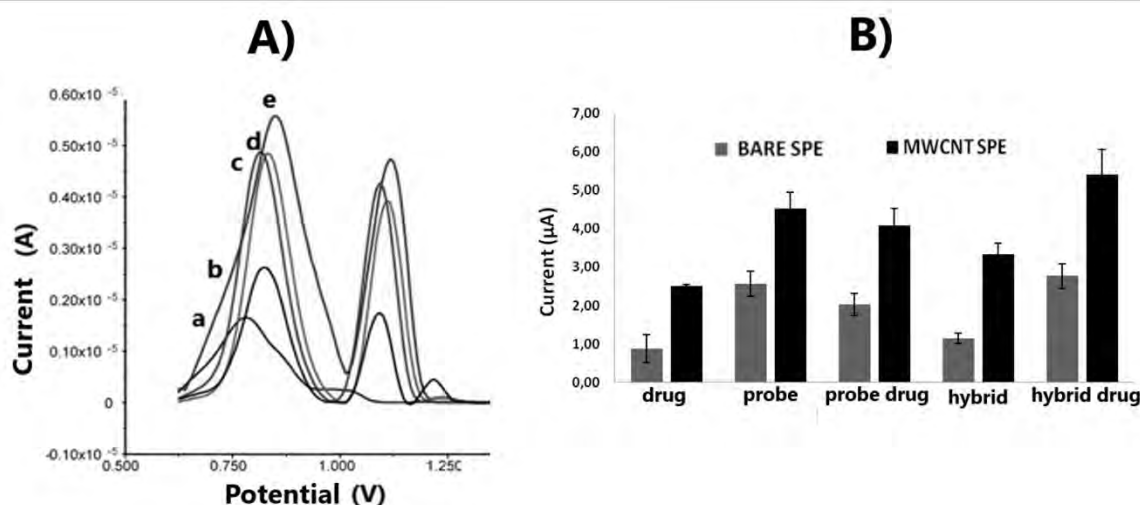 A)
B)
0.60x10 -5
0.50x10 -5
0.40x10 -5
0.30x10 -5
0.20x10 -5
0.10x10 -5
0
-0.10x10 -5
Current (A)
e
d
c
b
a
0.500
0.750
1.000
1.250
Potential (V)
7,00
6,00
5,00
4,00
3,00
2,00
1,00
0,00
Current (µA)
BARE SPE
MWCNT SPE
drug
probe
probe drug
hybrid
hybrid drug